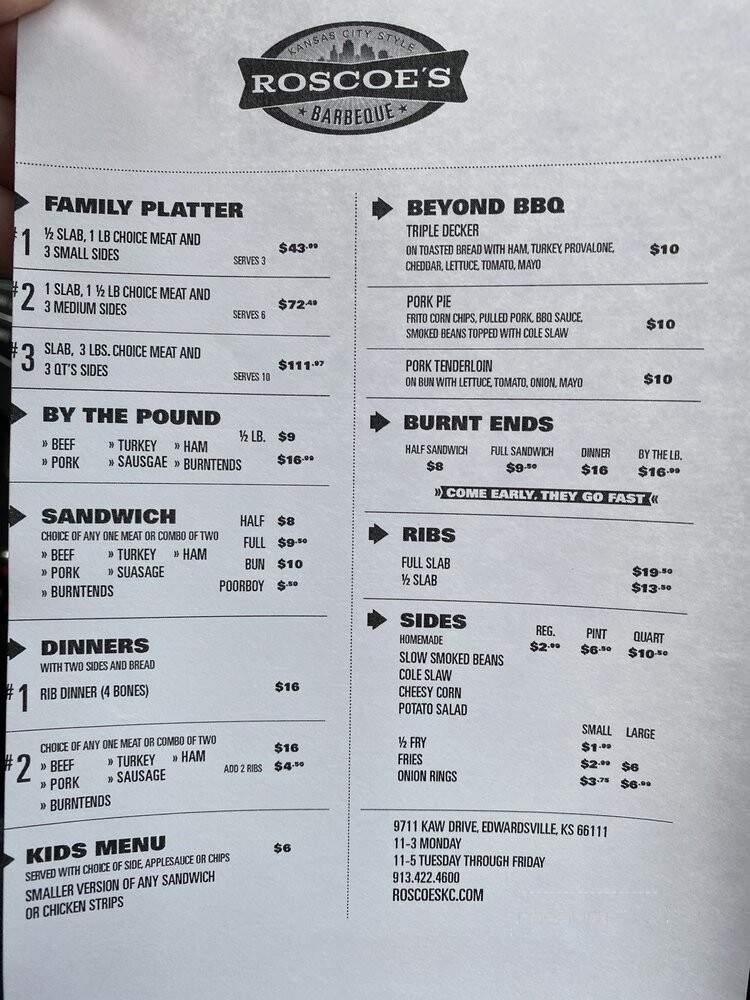 KANSAS CITY STYLE
ROSCOE'S
BARBEQUE
FAMILY PLATTER
#1 ½ SLAB, 1 LB CHOICE MEAT AND
3 SMALL SIDES
SERVES 3 $43.99
#2 1 SLAB, 1 ½ LB CHOICE MEAT AND
3 MEDIUM SIDES
SERVES 6 $72.49
#3 SLAB, 3 LBS. CHOICE MEAT AND
3 QT'S SIDES
SERVES 10 $111.97
BY THE POUND
» BEEF » TURKEY » HAM ½ LB. $9
» PORK » SAUSGAE » BURNTENDS $16.99
SANDWICH HALF $8
CHOICE OF ANY ONE MEAT OR COMBO OF TWO FULL $9.50
» BEEF » TURKEY » HAM BUN $10
» PORK » SUASAGE POORBOY $.50
» BURNTENDS
DINNERS
WITH TWO SIDES AND BREAD
#1 RIB DINNER (4 BONES) $16
#2 CHOICE OF ANY ONE MEAT OR COMBO OF TWO $16
» BEEF » TURKEY » HAM ADD 2 RIBS $4.50
» PORK » SAUSAGE
» BURNTENDS
KIDS MENU $6
SERVED WITH CHOICE OF SIDE, APPLESAUCE OR CHIPS
SMALLER VERSION OF ANY SANDWICH
OR CHICKEN STRIPS
BEYOND BBQ
TRIPLE DECKER
ON TOASTED BREAD WITH HAM, TURKEY, PROVALONE, $10
CHEDDAR, LETTUCE, TOMATO, MAYO
PORK PIE
FRITO CORN CHIPS, PULLED PORK, BBQ SAUCE, $10
SMOKED BEANS TOPPED WITH COLE SLAW
PORK TENDERLOIN
ON BUN WITH LETTUCE, TOMATO, ONION, MAYO $10
BURNT ENDS
HALF SANDWICH FULL SANDWICH DINNER BY THE LB.
$8 $9.50 $16 $16.99
» COME EARLY, THEY GO FAST «
RIBS
FULL SLAB $19.50
½ SLAB $13.50
SIDES REG. PINT QUART
HOMEMADE $2.99 $6.50 $10.50
SLOW SMOKED BEANS
COLE SLAW
CHEESY CORN
POTATO SALAD
SMALL LARGE
½ FRY $1.99
FRIES $2.99 $6
ONION RINGS $3.75 $6.99
9711 KAW DRIVE, EDWARDSVILLE, KS 66111
11-3 MONDAY
11-5 TUESDAY THROUGH FRIDAY
913.422.4600
ROSCOESKC.COM